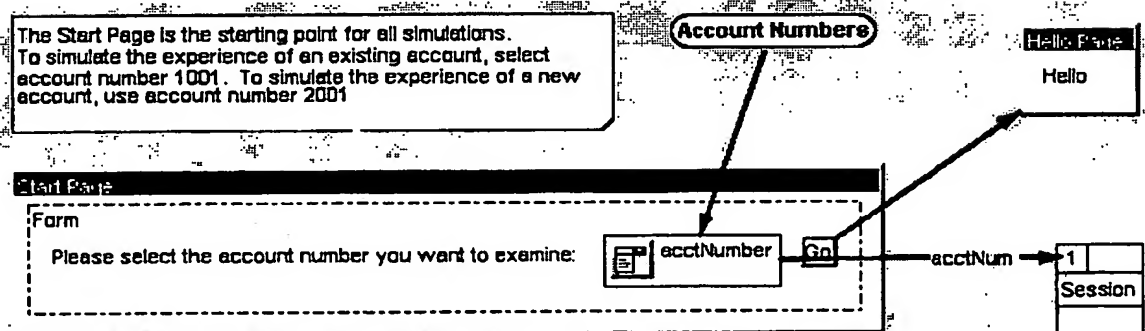 The Start Page is the starting point for all simulations.
To simulate the experience of an existing account, select
account number 1001. To simulate the experience of a new
account, use account number 2001
Account Numbers
Hello Page
Hello
Start Page
Form
Please select the account number you want to examine:
acctNumber
Go
acctNum
1
Session